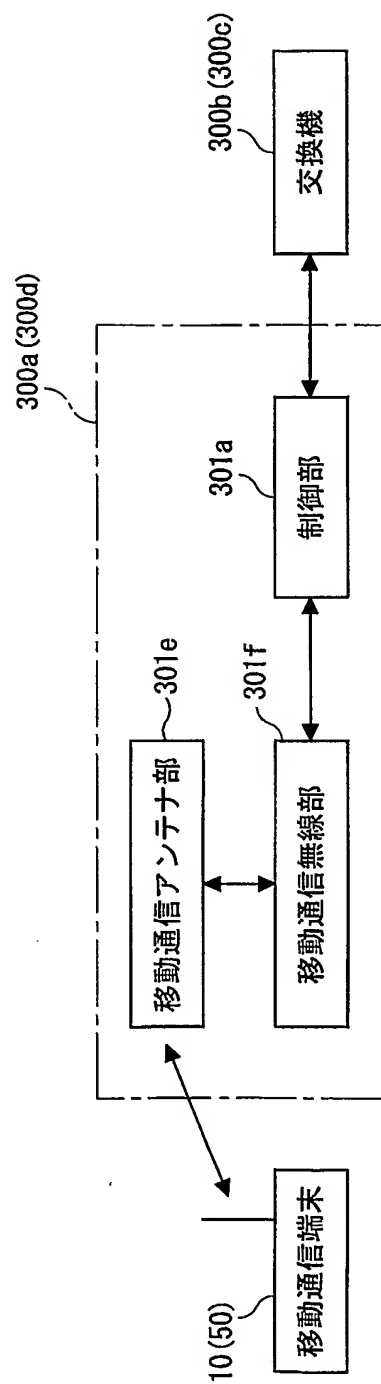 300a(300d)
300b(300c)
交換機
301a
制御部
301e
移動通信アンテナ部
301f
移動通信無線部
10(50)
移動通信端末